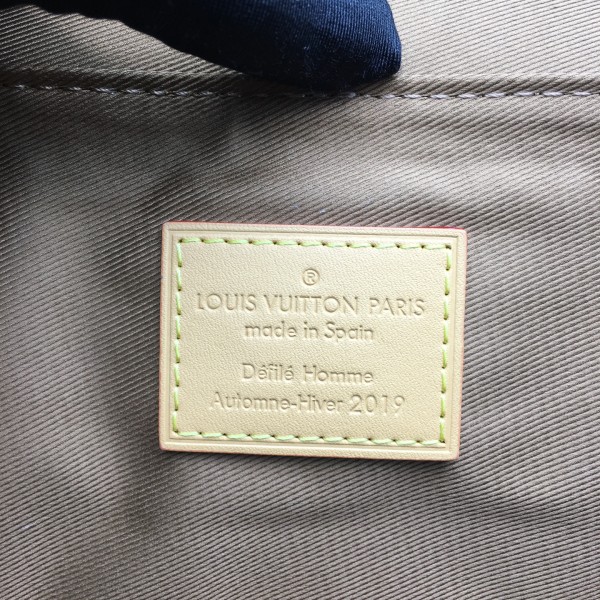 ®
LOUIS VUITTON PARIS
made in Spain
Défilé Homme
Automne-Hiver 2019